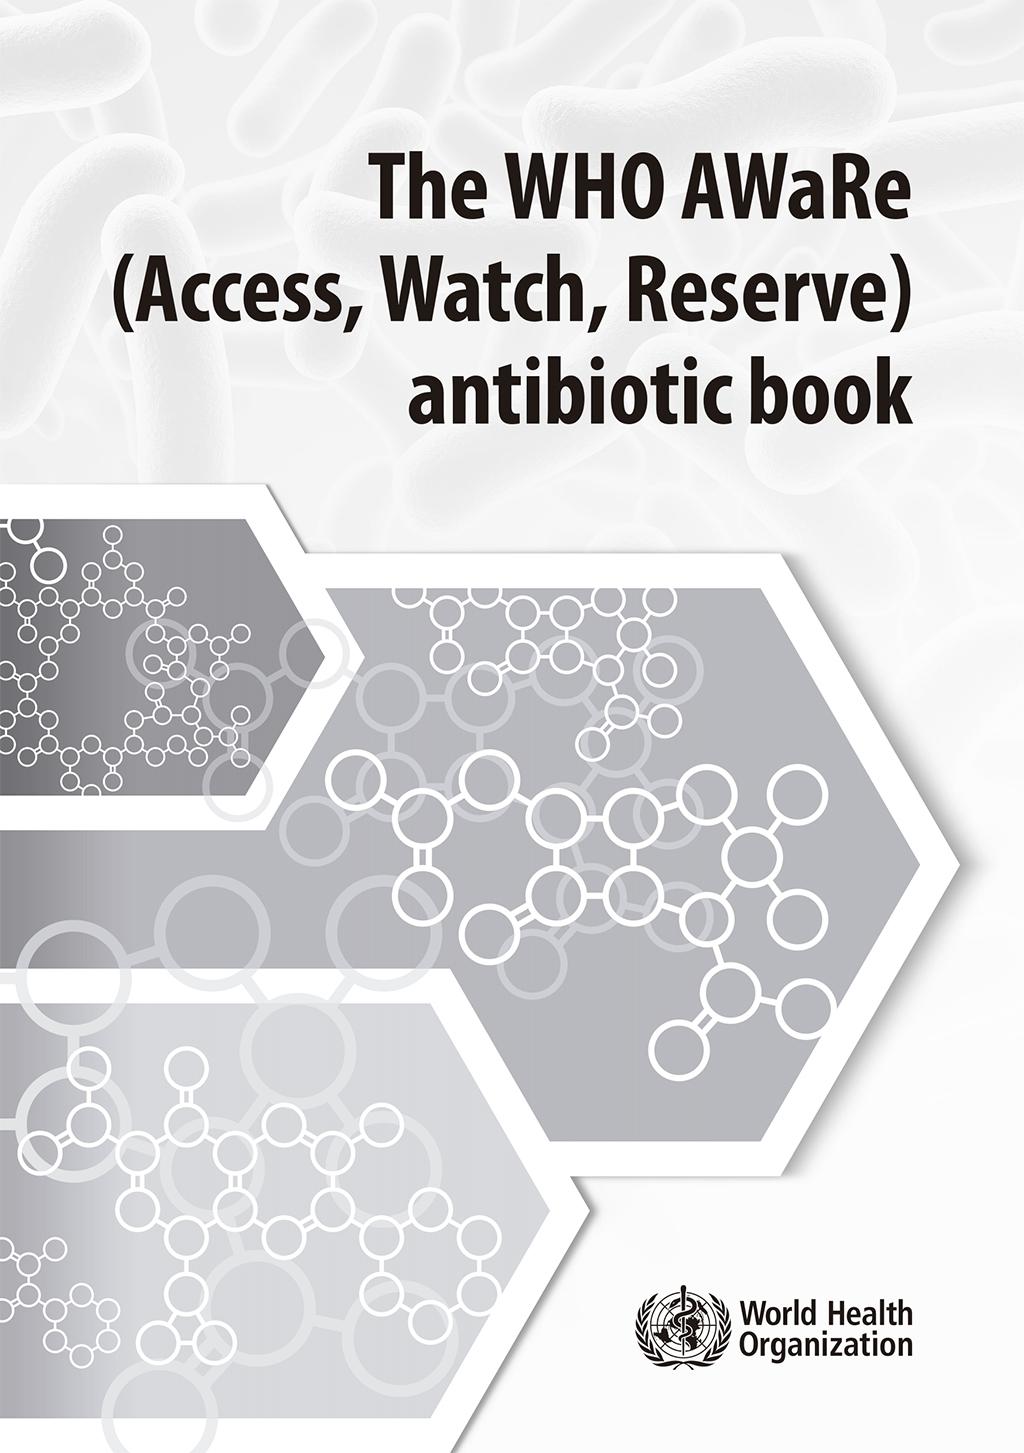 The WHO AWaRe
(Access, Watch, Reserve)
antibiotic book
World Health
Organization